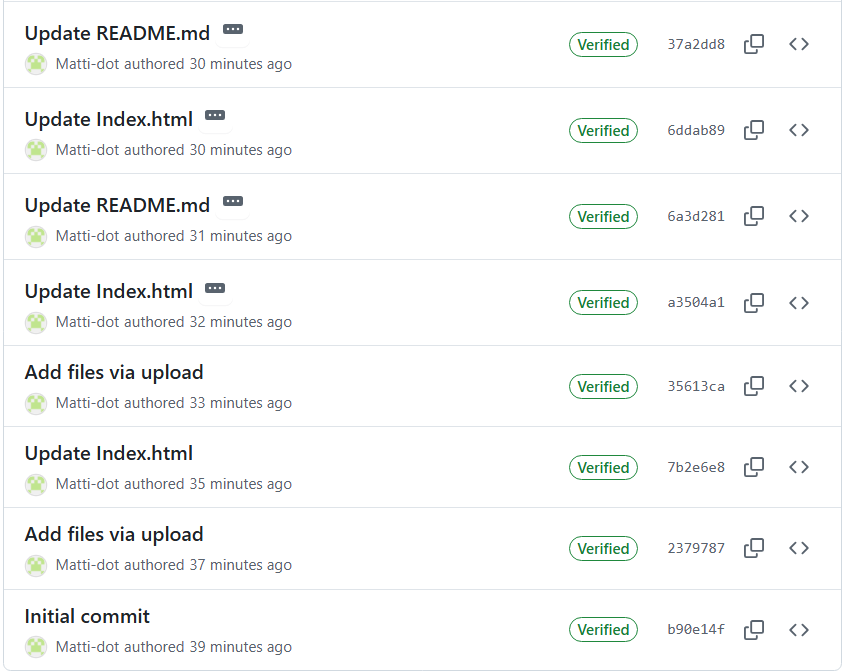 Update README.md ...
Verified 37a2dd8
Matti-dot authored 30 minutes ago
Update Index.html ...
Verified 6ddab89
Matti-dot authored 30 minutes ago
Update README.md ...
Verified 6a3d281
Matti-dot authored 31 minutes ago
Update Index.html ...
Verified a3504a1
Matti-dot authored 32 minutes ago
Add files via upload
Verified 35613ca
Matti-dot authored 33 minutes ago
Update Index.html
Verified 7b2e6e8
Matti-dot authored 35 minutes ago
Add files via upload
Verified 2379787
Matti-dot authored 37 minutes ago
Initial commit
Verified b90e14f
Matti-dot authored 39 minutes ago